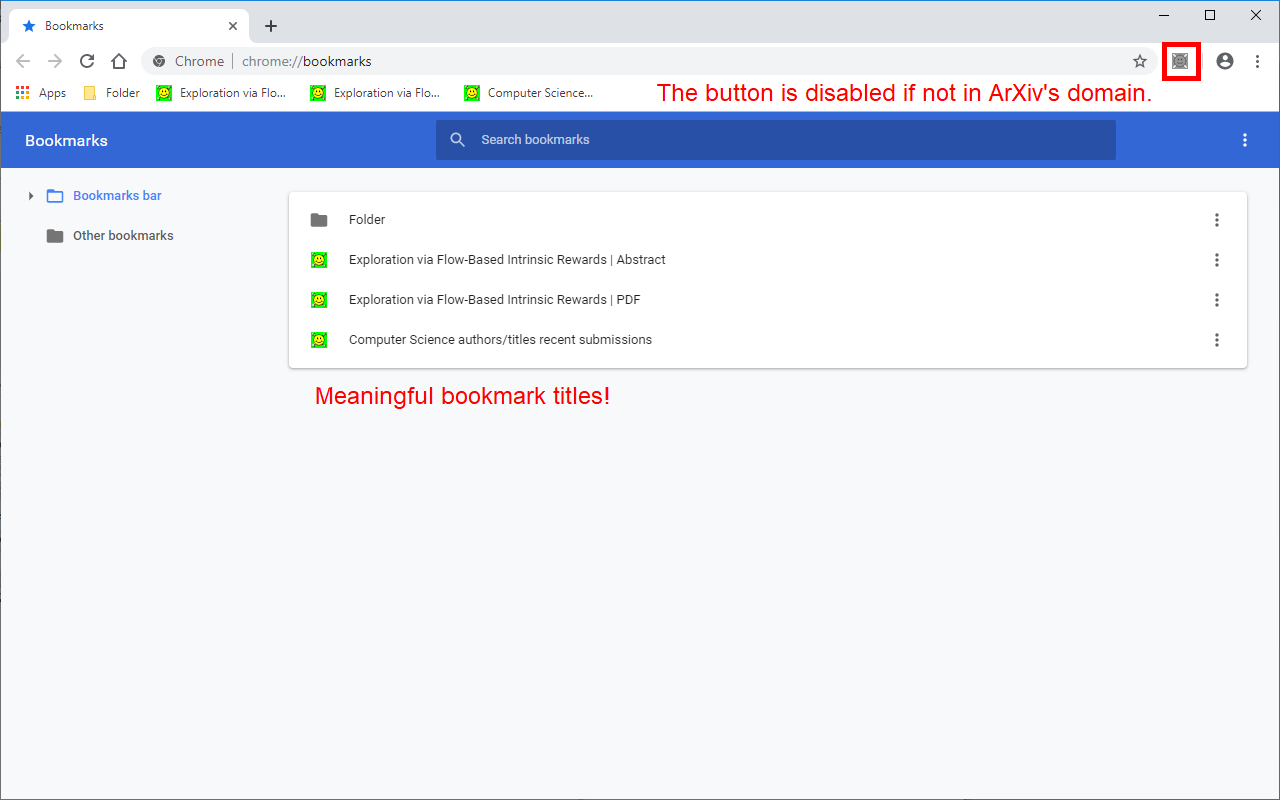 Bookmarks
Chrome | chrome://bookmarks
Apps Folder Exploration via Flo... Exploration via Flo... Computer Science...
The button is disabled if not in ArXiv's domain.
Bookmarks
Search bookmarks
Bookmarks bar
Other bookmarks
Folder
Exploration via Flow-Based Intrinsic Rewards | Abstract
Exploration via Flow-Based Intrinsic Rewards | PDF
Computer Science authors/titles recent submissions
Meaningful bookmark titles!